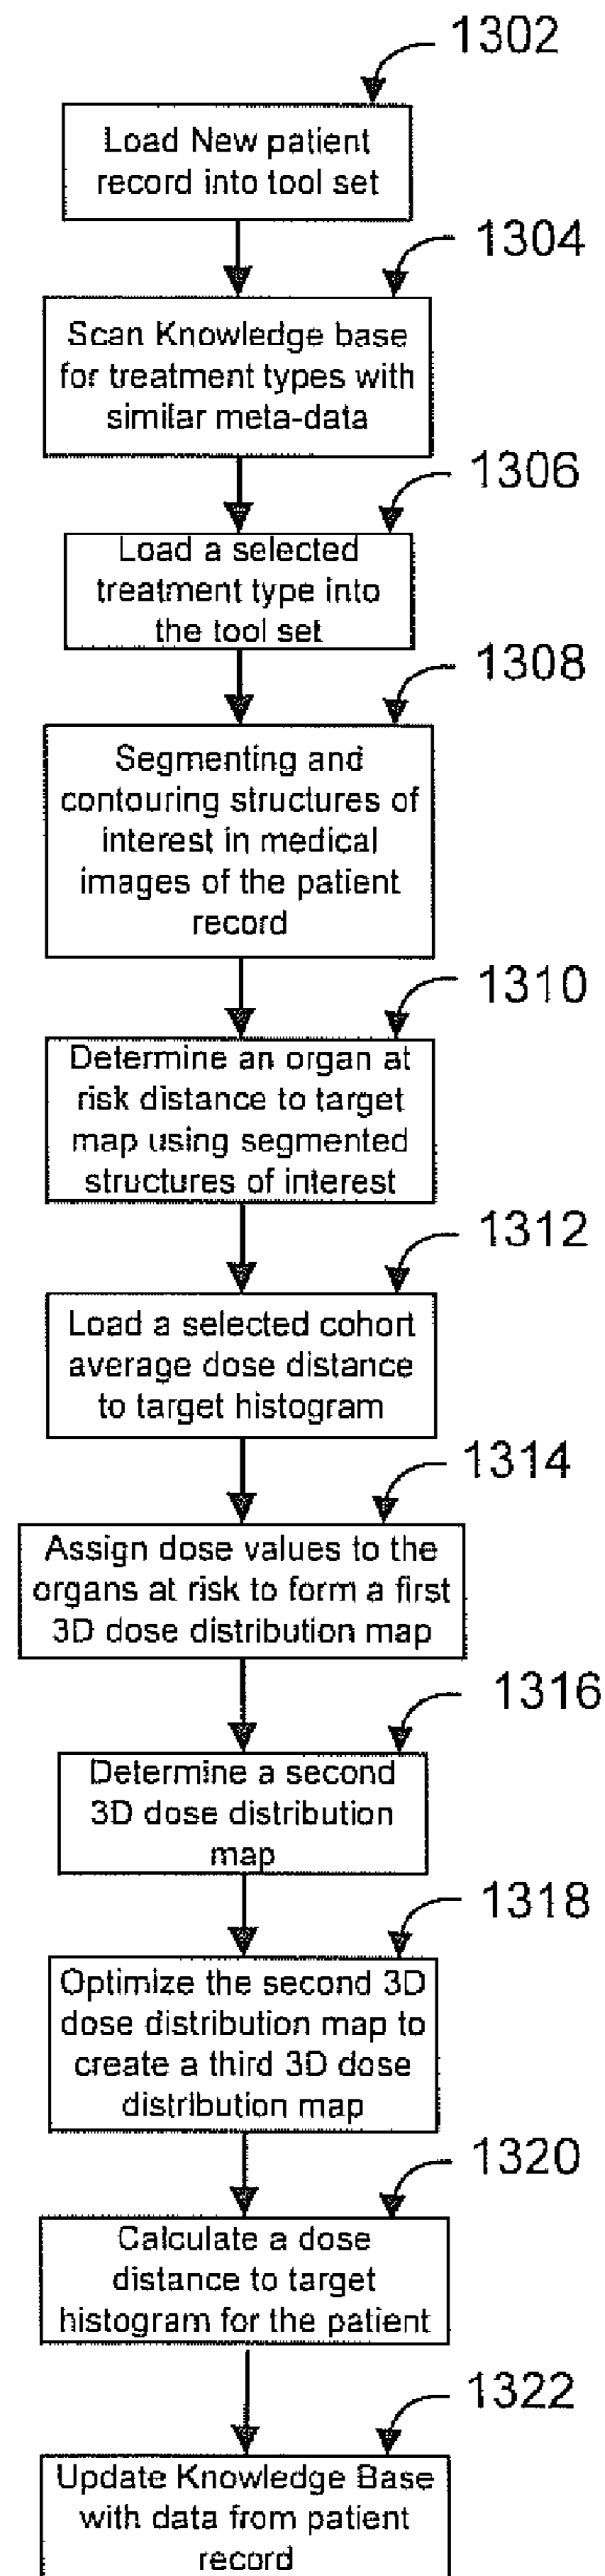 1302
Load New patient
record into tool set
1304
Scan Knowledge base
for treatment types with
similar meta-data
1306
Load a selected
treatment type into
the tool set
1308
Segmenting and
contouring structures of
interest in medical
images of the patient
record
1310
Determine an organ at
risk distance to target
map using segmented
structures of interest
1312
Load a selected cohort
average dose distance
to target histogram
1314
Assign dose values to the
organs at risk to form a first
3D dose distribution map
1316
Determine a second
3D dose distribution
map
1318
Optimize the second 3D
dose distribution map to
create a third 3D dose
distribution map
1320
Calculate a dose
distance to target
histogram for the patient
1322
Update Knowledge Base
with data from patient
record